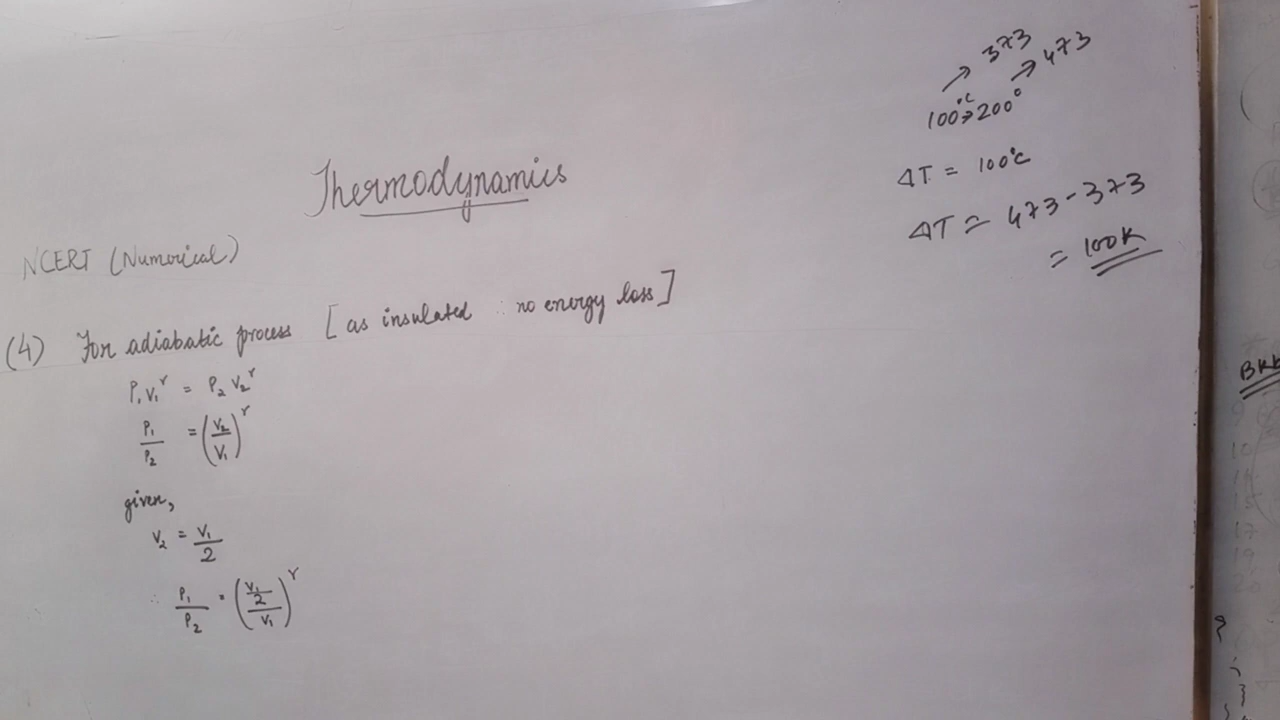 Thermodynamics
NCERT (Numerical)
(4) For adiabatic process [as insulated ∴ no energy loss]
P₁V₁^γ = P₂V₂^γ
P₁/P₂ = (V₂/V₁)^γ
given,
V₂ = V₁/2
∴ P₁/P₂ = (V₁/2/V₁)^γ
→ 373 → 473
100°C → 200°
ΔT = 100°C
ΔT = 473-373
= 100K